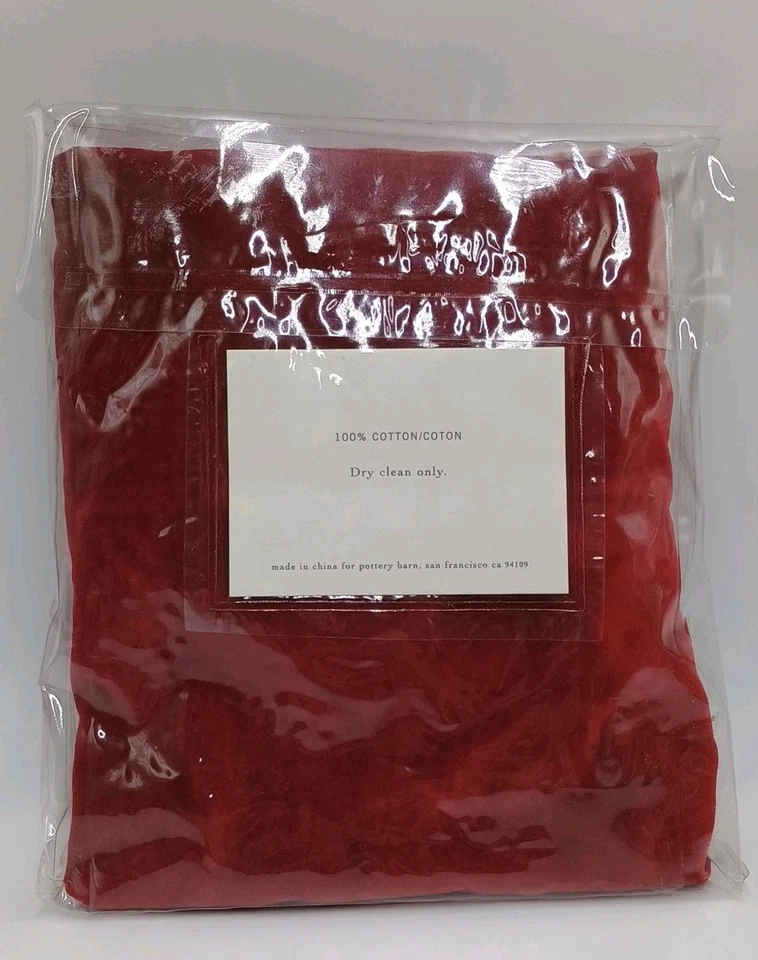 100% COTTON/COTON
Dry clean only.
made in china for pottery barn, san francisco ca 94109